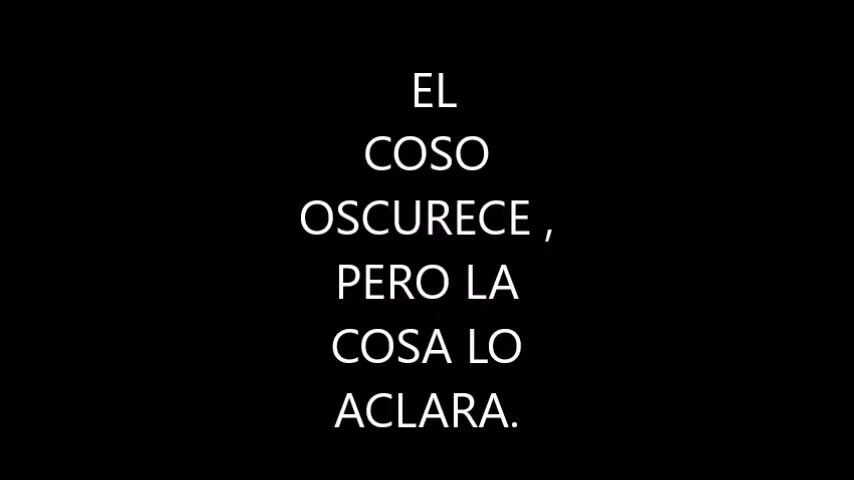 EL
COSO
OSCURECE ,
PERO LA
COSA LO
ACLARA.